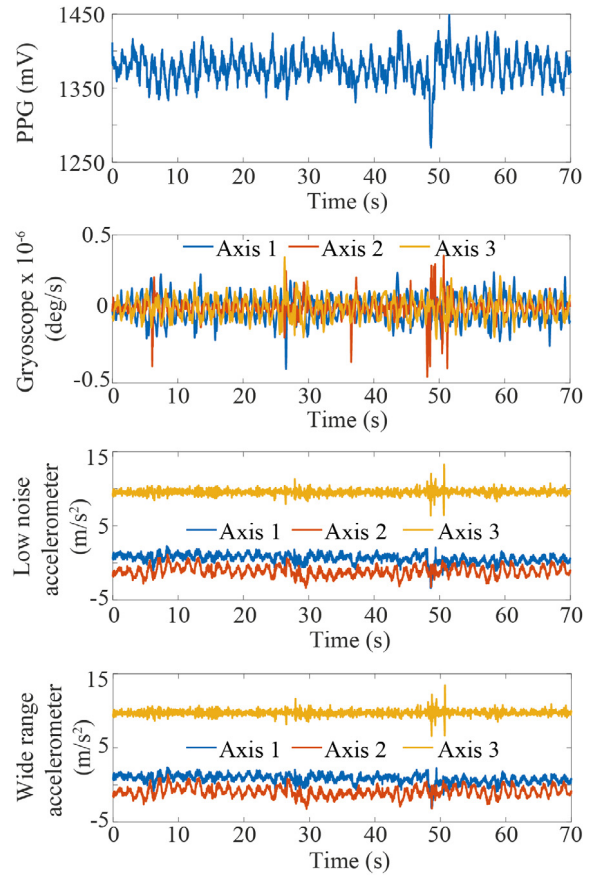 1450
1350
1250
PPG (mV)
0 10 20 30 40 50 60 70
Time (s)
0.5
0
-0.5
Gryoscope x 10⁻⁶
(deg/s)
Axis 1 Axis 2 Axis 3
0 10 20 30 40 50 60 70
Time (s)
15
5
-5
Low noise
accelerometer
(m/s²)
Axis 1 Axis 2 Axis 3
0 10 20 30 40 50 60 70
Time (s)
15
5
-5
Wide range
accelerometer
(m/s²)
Axis 1 Axis 2 Axis 3
0 10 20 30 40 50 60 70
Time (s)